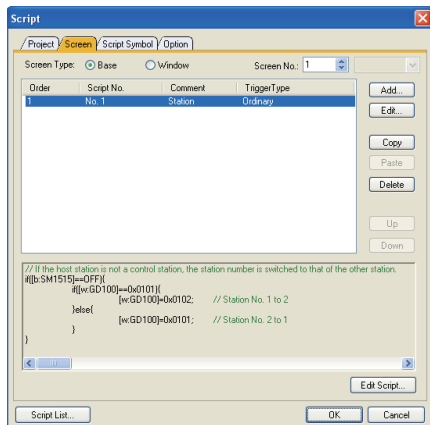 Script
Project Screen Script Symbol Option
Screen Type: Base Window Screen No.: 1
Order Script No. Comment TriggerType
1 No. 1 Station Ordinary
Add...
Edit...
Copy
Paste
Delete
Up
Down
// If the host station is not a control station, the station number is switched to that of the other station.
if([b:SM1515]==OFF){
if([w:GD100]==0x0101){
[w:GD100]=0x0102; // Station No. 1 to 2
}else{
[w:GD100]=0x0101; // Station No. 2 to 1
}
}
Edit Script...
Script List... OK Cancel